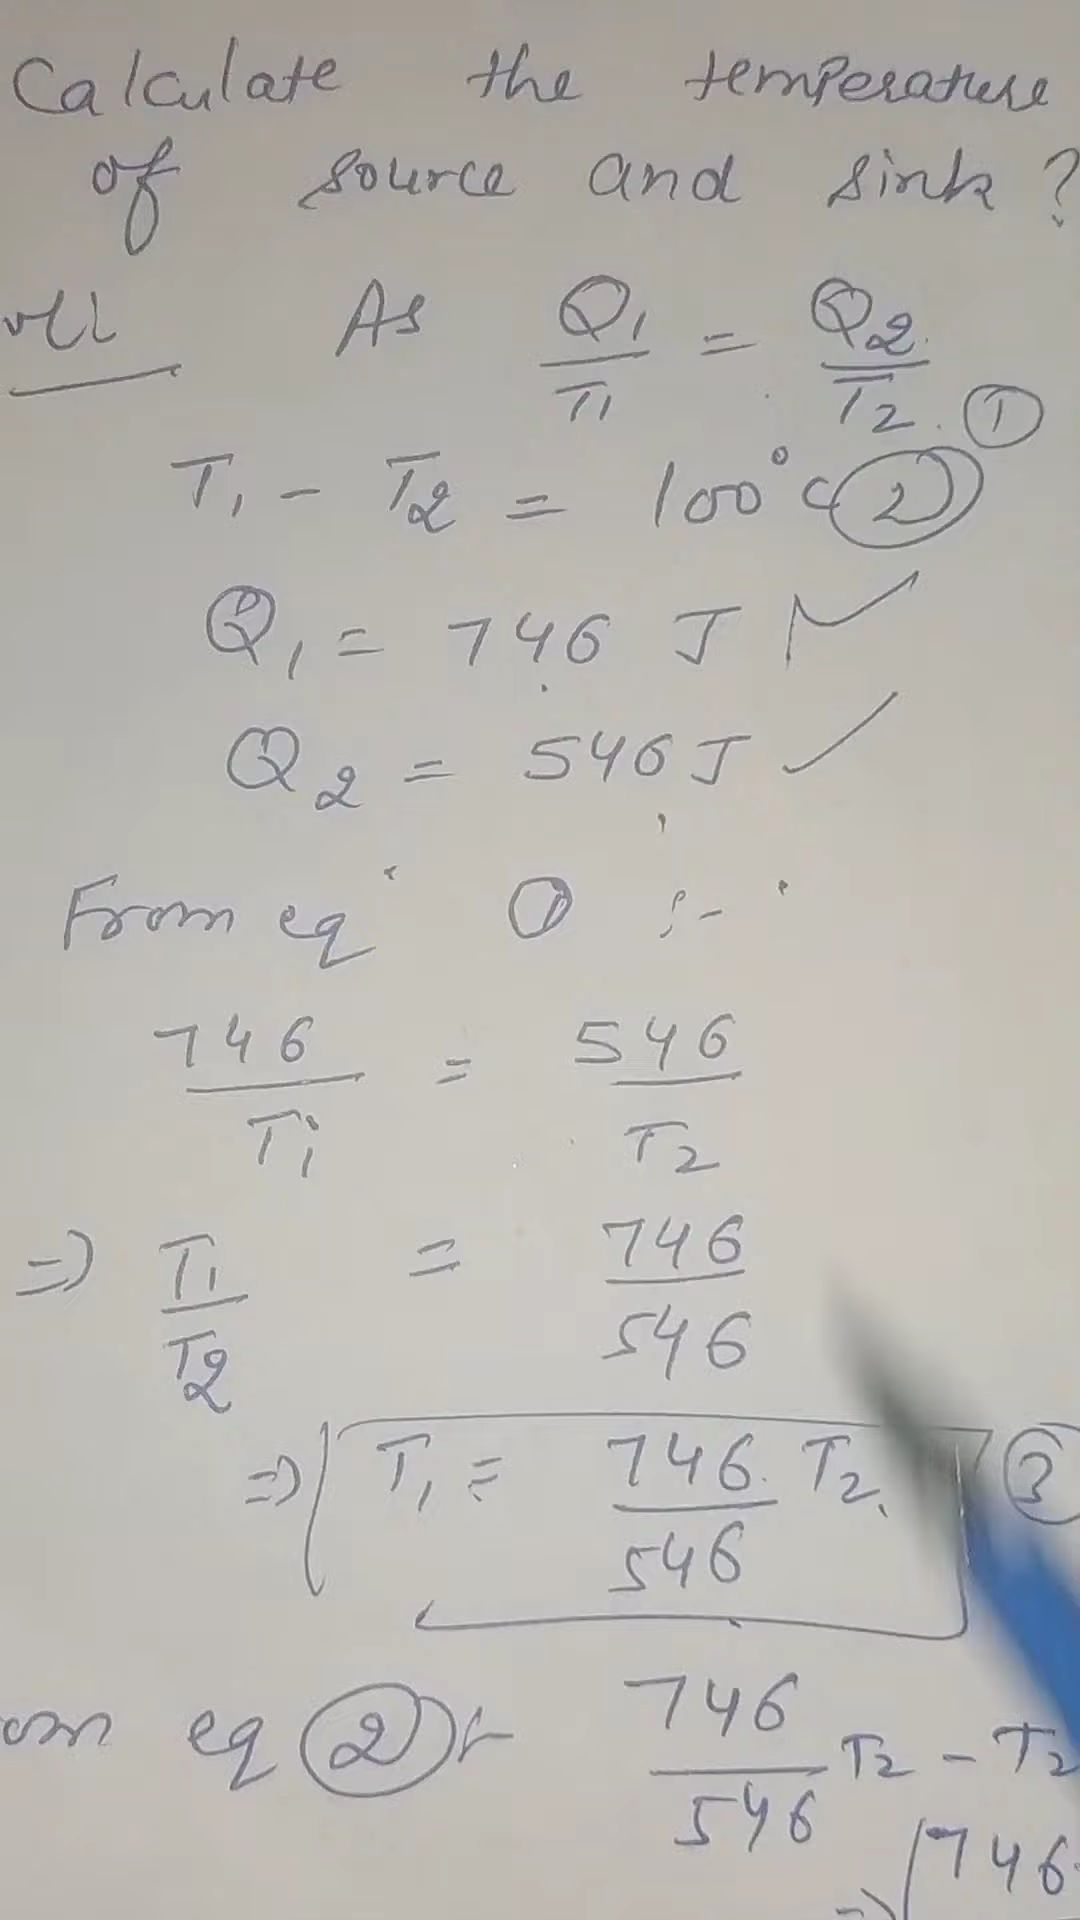 Calculate the temperature
of source and sink?
As Q1/T1 = Q2/T2. ①
T1 - T2 = 100°C ②
Q1 = 746 J
Q2 = 546 J
From eq ① :-
746/T1 = 546/T2
⇒ T1/T2 = 746/546
⇒ T1 = 746/546 T2. ③
om eq ② :- 746/546 T2 - T2
⇒ 746